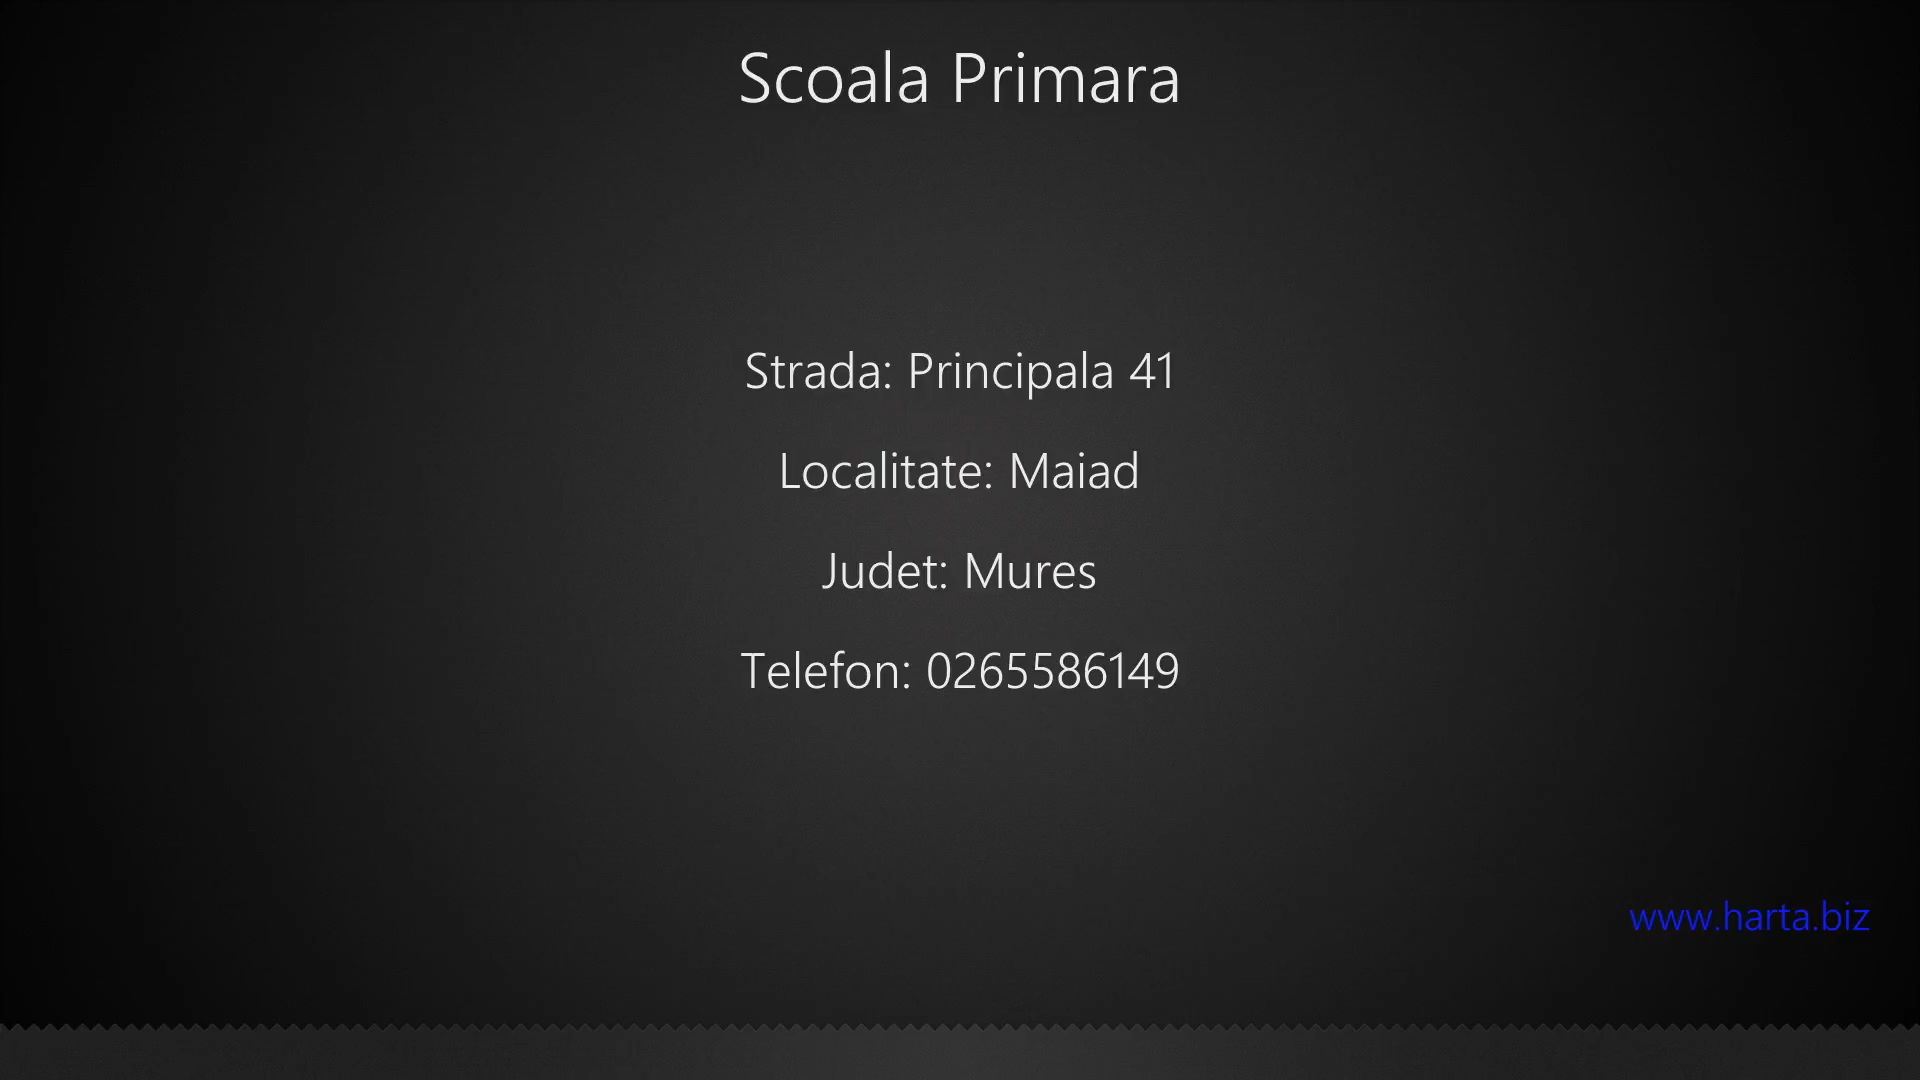 Scoala Primara
Strada: Principala 41
Localitate: Maiad
Judet: Mures
Telefon: 0265586149
www.harta.biz